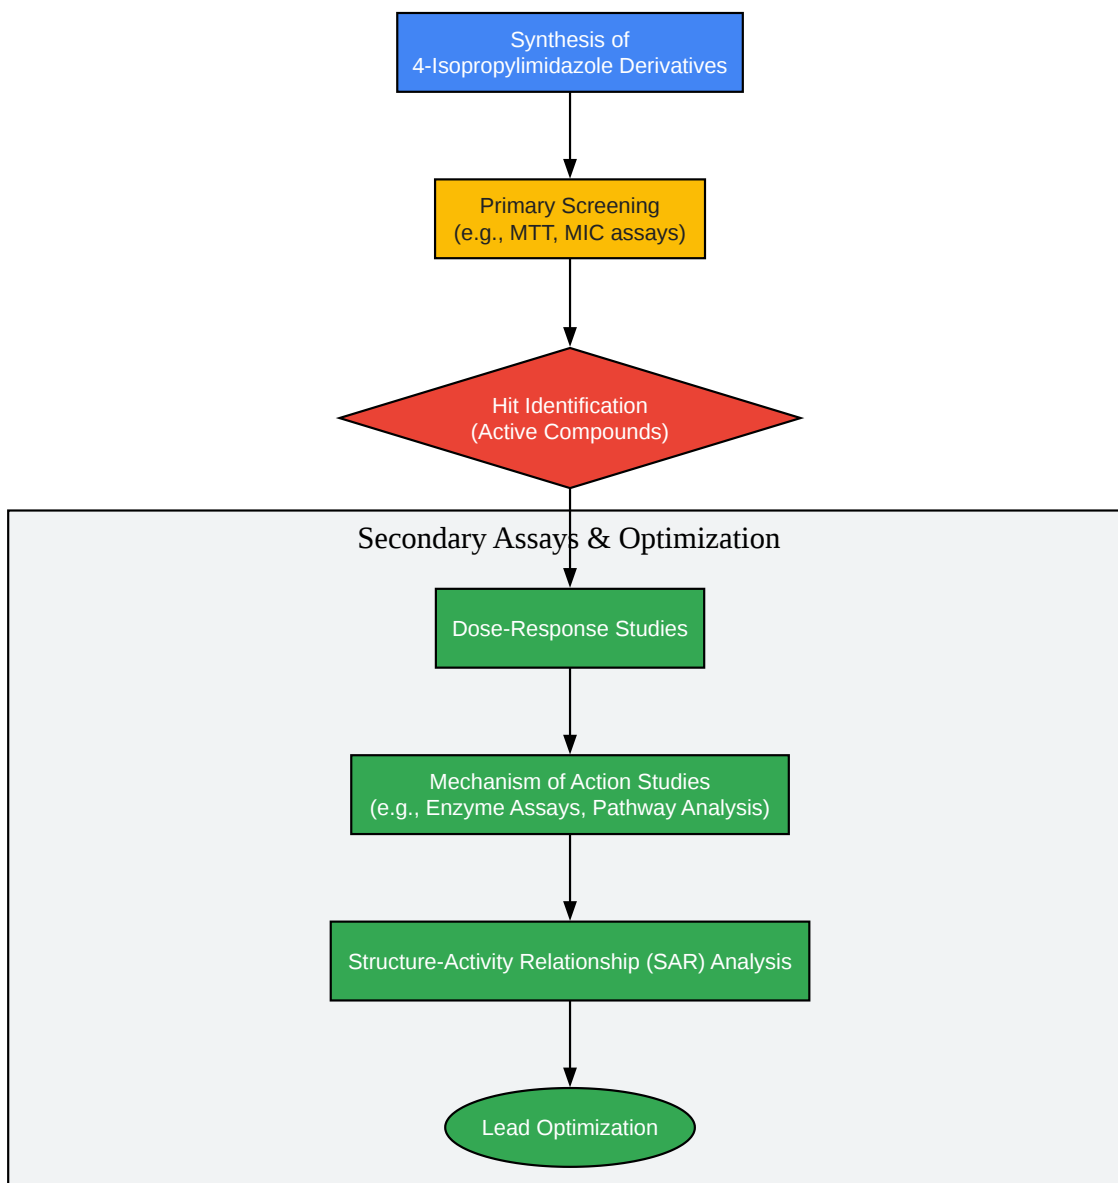 Synthesis of
4-Isopropylimidazole Derivatives
Primary Screening
(e.g., MTT, MIC assays)
Hit Identification
(Active Compounds)
Secondary Assays & Optimization
Dose-Response Studies
Mechanism of Action Studies
(e.g., Enzyme Assays, Pathway Analysis)
Structure-Activity Relationship (SAR) Analysis
Lead Optimization